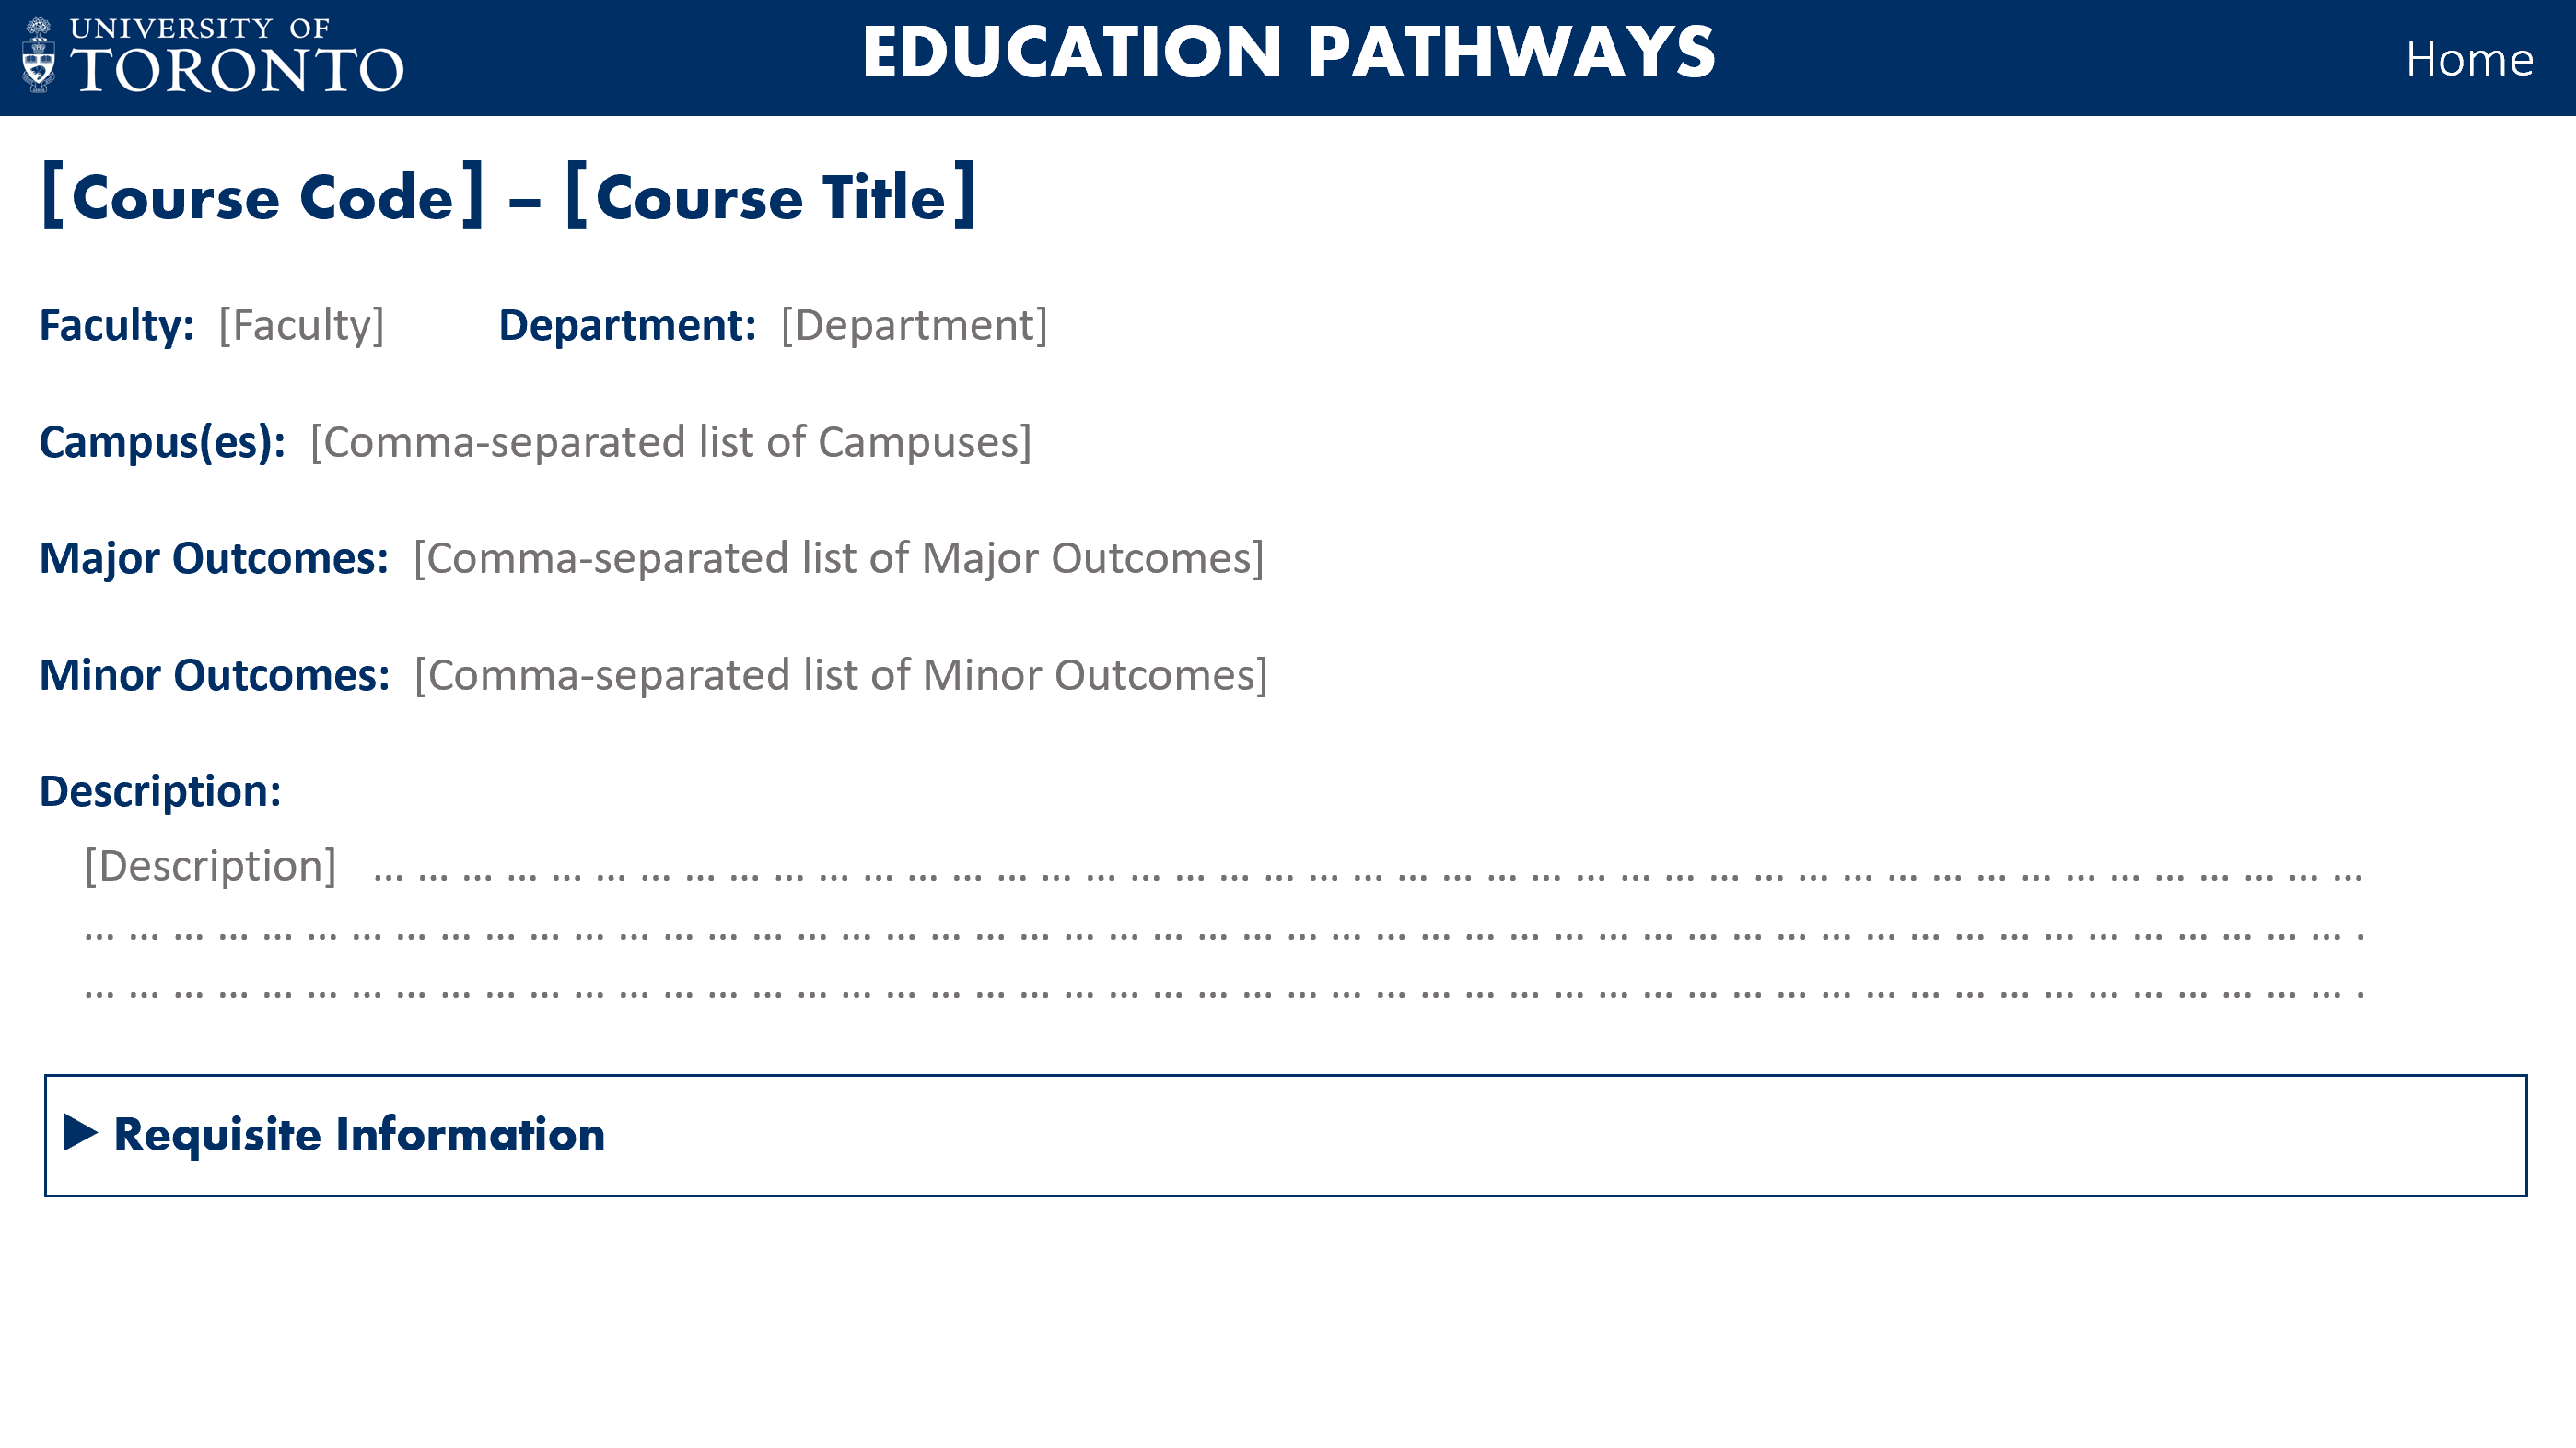 UNIVERSITY OF
TORONTO
EDUCATION PATHWAYS
Home
[Course Code] – [Course Title]
Faculty: [Faculty] Department: [Department]
Campus(es): [Comma-separated list of Campuses]
Major Outcomes: [Comma-separated list of Major Outcomes]
Minor Outcomes: [Comma-separated list of Minor Outcomes]
Description:
[Description] ... ... ... ... ... ... ... ... ... ... ... ... ... ... ... ... ... ... ... ... ... ... ... ... ... ... ... ... ... ... ... ... ... ... ... ... ... ... ... ... ... ... ... ... ...
... ... ... ... ... ... ... ... ... ... ... ... ... ... ... ... ... ... ... ... ... ... ... ... ... ... ... ... ... ... ... ... ... ... ... ... ... ... ... ... ... ... ... ... ... ... ... ... ... ... ... .
... ... ... ... ... ... ... ... ... ... ... ... ... ... ... ... ... ... ... ... ... ... ... ... ... ... ... ... ... ... ... ... ... ... ... ... ... ... ... ... ... ... ... ... ... ... ... ... ... ... ... .
Requisite Information